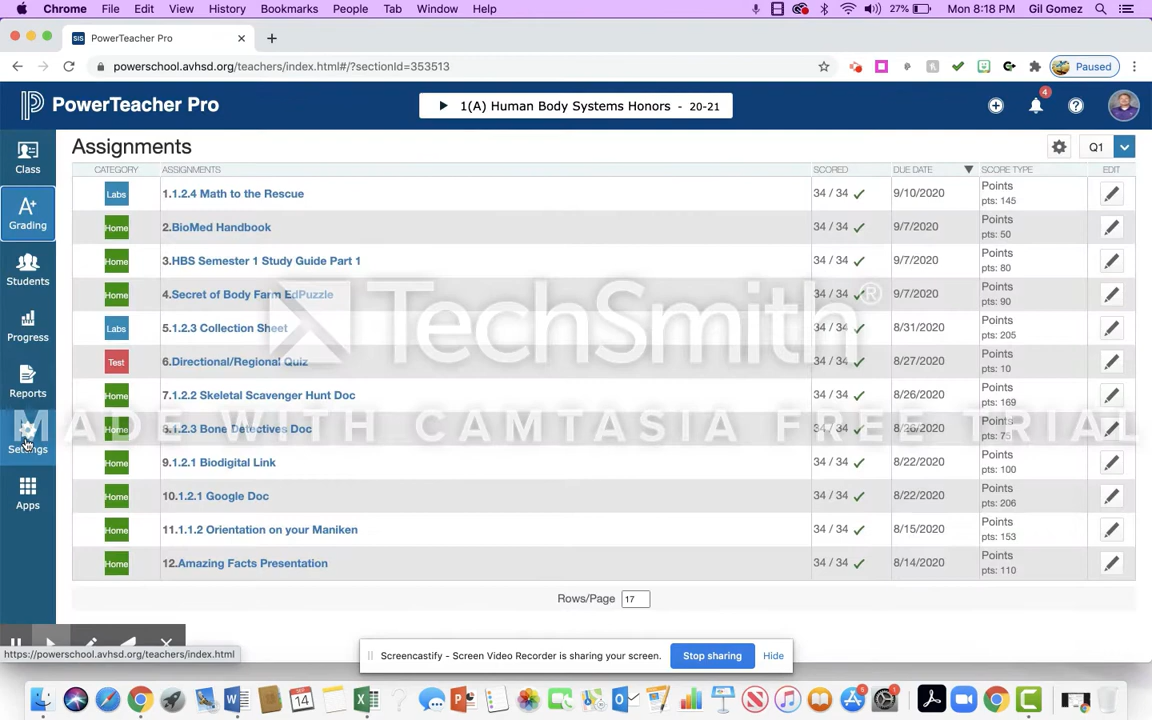 Chrome File Edit View History Bookmarks People Tab Window Help 27% Mon 8:18 PM Gil Gomez
SIS PowerTeacher Pro
powerschool.avhsd.org/teachers/index.html#/?sectionId=353513 Paused
PowerTeacher Pro 1(A) Human Body Systems Honors - 20-21 4
Class
Grading
Students
Progress
Reports
Settings
Apps
Assignments Q1
CATEGORY ASSIGNMENTS SCORED DUE DATE SCORE TYPE EDIT
Labs 1.1.2.4 Math to the Rescue 34 / 34 9/10/2020 Points pts: 145
Home 2.BioMed Handbook 34 / 34 9/7/2020 Points pts: 50
Home 3.HBS Semester 1 Study Guide Part 1 34 / 34 9/7/2020 Points pts: 80
Home 4.Secret of Body Farm EdPuzzle 34 / 34 9/7/2020 Points pts: 90
Labs 5.1.2.3 Collection Sheet 34 / 34 8/31/2020 Points pts: 205
Test 6.Directional/Regional Quiz 34 / 34 8/27/2020 Points pts: 10
Home 7.1.2.2 Skeletal Scavenger Hunt Doc 34 / 34 8/26/2020 Points pts: 169
Home 8.1.2.3 Bone Detectives Doc 34 / 34 8/26/2020 Points pts: 75
Home 9.1.2.1 Biodigital Link 34 / 34 8/22/2020 Points pts: 100
Home 10.1.2.1 Google Doc 34 / 34 8/22/2020 Points pts: 206
Home 11.1.1.2 Orientation on your Maniken 34 / 34 8/15/2020 Points pts: 153
Home 12.Amazing Facts Presentation 34 / 34 8/14/2020 Points pts: 110
Rows/Page 17
TechSmith®
MADE WITH CAMTASIA FREE TRIAL
https://powerschool.avhsd.org/teachers/index.html
Screencastify - Screen Video Recorder is sharing your screen. Stop sharing Hide